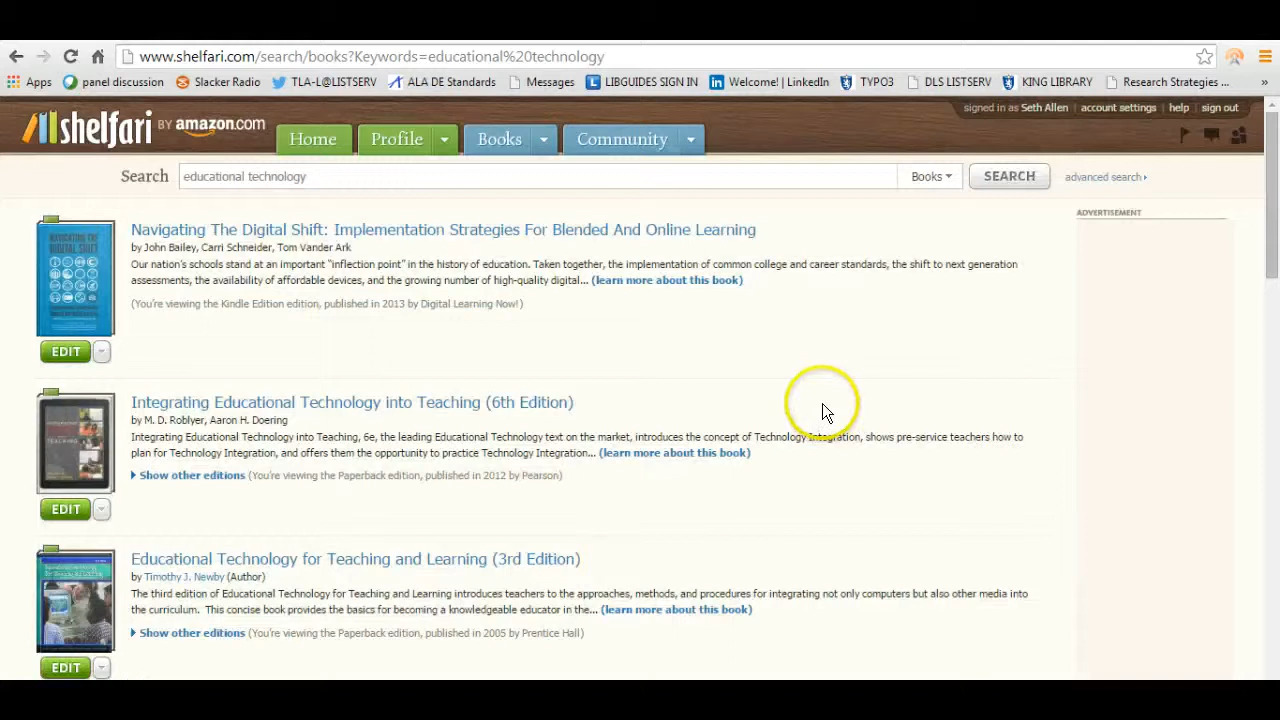 www.shelfari.com/search/books?Keywords=educational%20technology
Apps panel discussion Slacker Radio TLA-L@LISTSERV ALA DE Standards Messages LIBGUIDES SIGN IN Welcome! | LinkedIn TYPO3 DLS LISTSERV KING LIBRARY Research Strategies ... »
signed in as Seth Allen account settings help sign out
shelfari BY amazon.com
Home Profile Books Community
Search educational technology Books SEARCH advanced search
ADVERTISEMENT
Navigating The Digital Shift: Implementation Strategies For Blended And Online Learning
by John Bailey, Carri Schneider, Tom Vander Ark
Our nation's schools stand at an important "inflection point" in the history of education. Taken together, the implementation of common college and career standards, the shift to next generation
assessments, the availability of affordable devices, and the growing number of high-quality digital... (learn more about this book)
(You're viewing the Kindle Edition edition, published in 2013 by Digital Learning Now!)
NAVIGATING THE
DIGITAL SHIFT
EDIT
Integrating Educational Technology into Teaching (6th Edition)
by M. D. Roblyer, Aaron H. Doering
Integrating Educational Technology into Teaching, 6e, the leading Educational Technology text on the market, introduces the concept of Technology Integration, shows pre-service teachers how to
plan for Technology Integration, and offers them the opportunity to practice Technology Integration... (learn more about this book)
Show other editions (You're viewing the Paperback edition, published in 2012 by Pearson)
TEACHING
EDIT
Educational Technology for Teaching and Learning (3rd Edition)
by Timothy J. Newby (Author)
The third edition of Educational Technology for Teaching and Learning introduces teachers to the approaches, methods, and procedures for integrating not only computers but also other media into
the curriculum. This concise book provides the basics for becoming a knowledgeable educator in the... (learn more about this book)
Show other editions (You're viewing the Paperback edition, published in 2005 by Prentice Hall)
EDIT